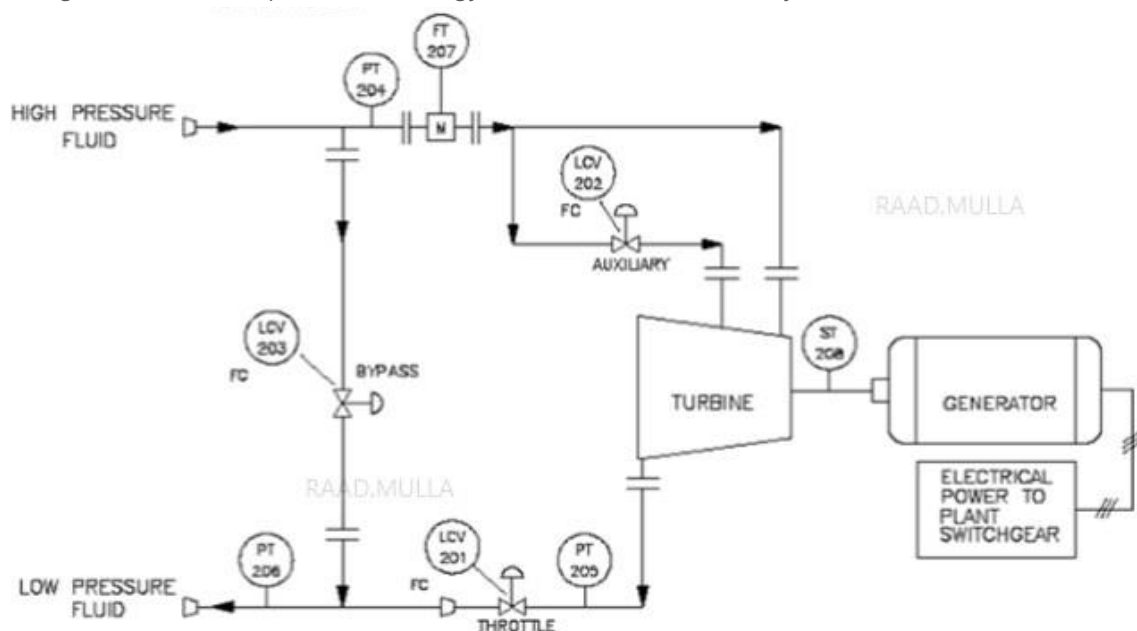 FT
207
PT
204
HIGH PRESSURE
FLUID
M
LCV
202
FC
AUXILIARY
RAAD.MULLA
LCV
203
FC
BYPASS
ST
208
TURBINE
GENERATOR
RAAD.MULLA
ELECTRICAL
POWER TO
PLANT
SWITCHGEAR
PT
206
LCV
201
FC
PT
205
LOW PRESSURE
FLUID
THROTTLE